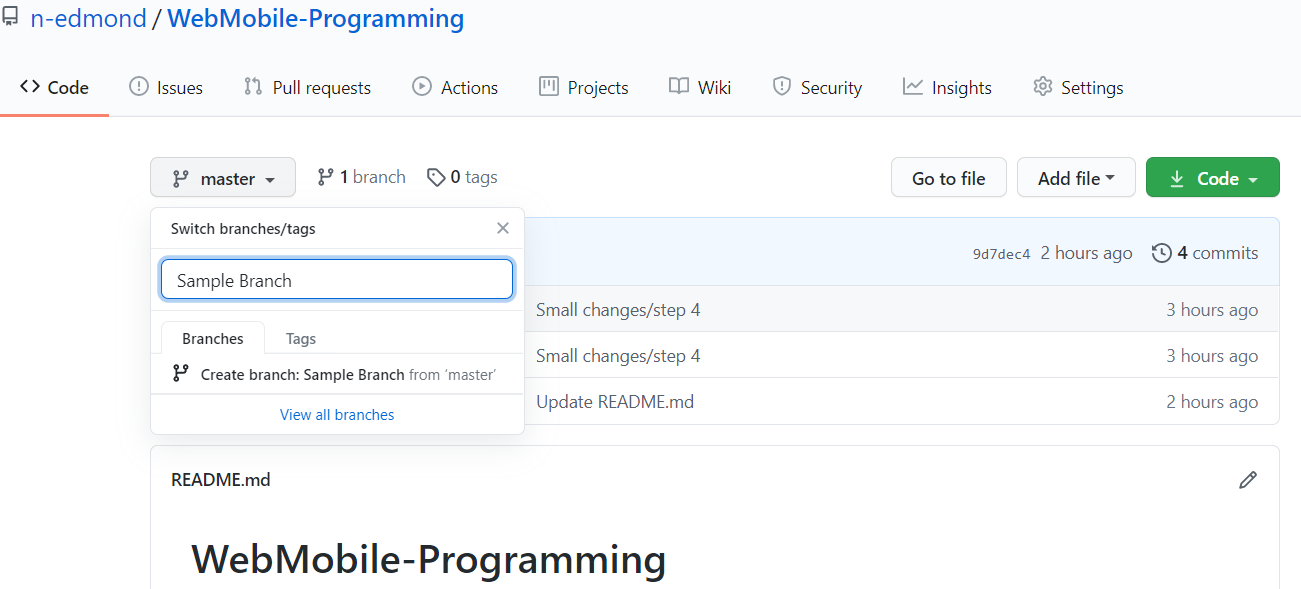 n-edmond / WebMobile-Programming
Code Issues Pull requests Actions Projects Wiki Security Insights Settings
master 1 branch 0 tags Go to file Add file Code
Switch branches/tags
9d7dec4 2 hours ago 4 commits
Sample Branch
Small changes/step 4 3 hours ago
Branches Tags
Small changes/step 4 3 hours ago
Create branch: Sample Branch from ‘master’
Update README.md 2 hours ago
View all branches
README.md
WebMobile-Programming